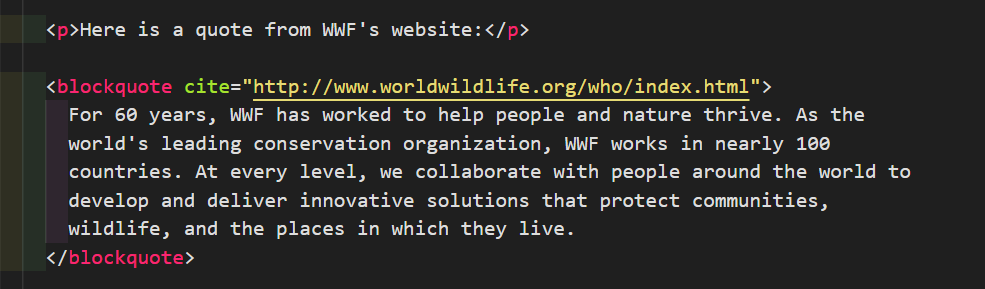 <p>Here is a quote from WWF's website:</p>
<blockquote cite="http://www.worldwildlife.org/who/index.html">
For 60 years, WWF has worked to help people and nature thrive. As the
world's leading conservation organization, WWF works in nearly 100
countries. At every level, we collaborate with people around the world to
develop and deliver innovative solutions that protect communities,
wildlife, and the places in which they live.
</blockquote>